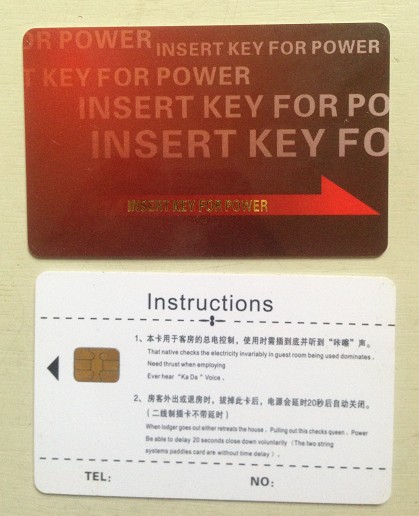 OR POWER INSERT KEY FOR POWER
T KEY FOR POWER
INSERT KEY FOR PO
INSERT KEY FO
INSERT KEY FOR POWER
Instructions
1、本卡用于客房的总电控制，使用时需插到底并听到“咔嚓”声。
That native checks the electricity invariably in guest room being used dominates .
Need thrust when employing
Ever hear “Ka Da” Voice .
2、房客外出或退房时，拔掉此卡后，电源会延时20秒后自动关闭。
（二线制插卡不带延时）
When lodger goes out either retreats the house . Pulling out this checks queen . Power
Be able to delay 20 seconds close down voluntarily（The two string
systems paddies card are without time delay ）.
TEL: NO: